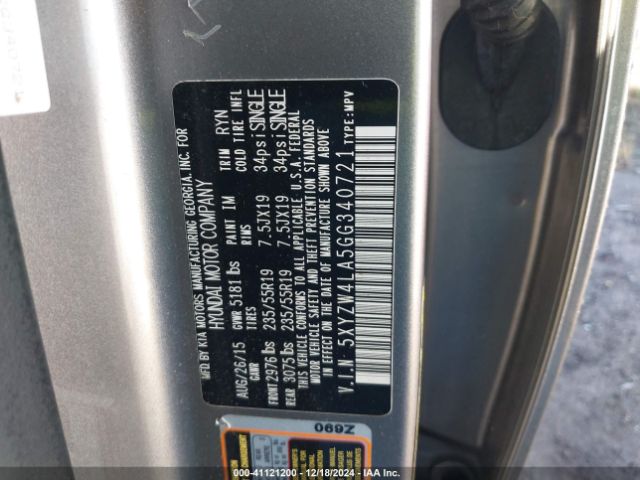 MFD BY KIA MOTORS MANUFACTURING GEORGIA, INC. FOR
HYUNDAI MOTOR COMPANY
AUG/26/15 GVWR 5181 lbs PAINT IM TRIM RYN
GAWR TIRES RIMS COLD TIRE INFL
FRONT 2976 lbs 235/55R19 7.5JX19 34psi SINGLE
REAR 3075 lbs 235/55R19 7.5JX19 34psi SINGLE
THIS VEHICLE CONFORMS TO ALL APPLICABLE U.S.A. FEDERAL
MOTOR VEHICLE SAFETY AND THEFT PREVENTION STANDARDS
IN EFFECT ON THE DATE OF MANUFACTURE SHOWN ABOVE
V.I.N 5XYZW4LA5GG340721 TYPE:MPV
Z690
000-41121200 - 12/18/2024 - IAAI.com